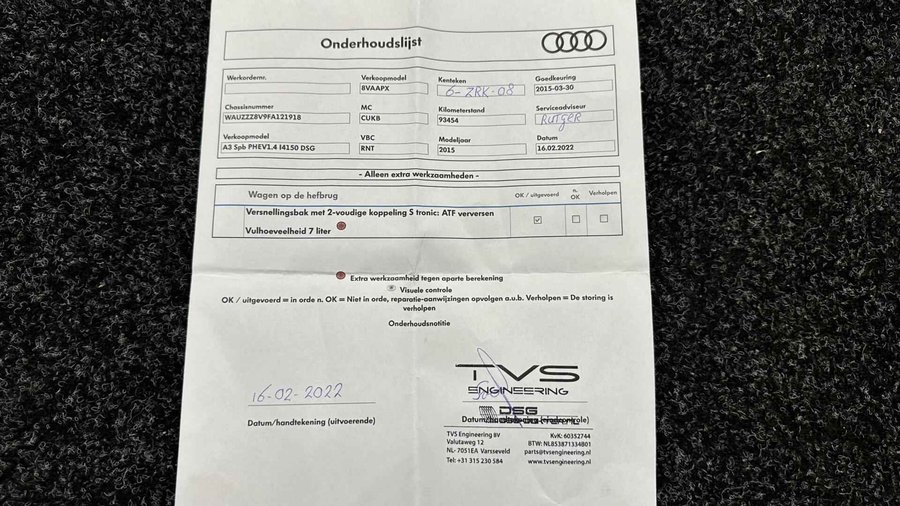 Onderhoudslijst
Werkordernr.
Verkoopmodel
8VAAPX
Kenteken
6-ZRK-08
Goedkeuring
2015-03-30
Chassisnummer
WAUZZZ8V9FA121918
MC
CUKB
Kilometerstand
93454
Serviceadviseur
RUTGER
Verkoopmodel
A3 Spb PHEV1.4 I4150 DSG
VBC
RNT
Modeljaar
2015
Datum
16.02.2022
- Alleen extra werkzaamheden -
Wagen op de hefbrug OK / uitgevoerd n. OK Verholpen
Versnellingsbak met 2-voudige koppeling S tronic: ATF verversen
Vulhoeveelheid 7 liter
Extra werkzaamheid tegen aparte berekening
Visuele controle
OK / uitgevoerd = in orde n. OK = Niet in orde, reparatie-aanwijzingen opvolgen a.u.b. Verholpen = De storing is
verholpen
Onderhoudsnotitie
16-02-2022
TVS
ENGINEERING
DSG
Datum/handtekening (uitvoerende)
TVS Engineering BV
Valutaweg 12
NL- 7051EA Varsseveld
Tel:+31 315 230 584
KvK: 60352744
BTW: NL853871334B01
parts@tvsengineering.nl
www.tvsengineering.nl